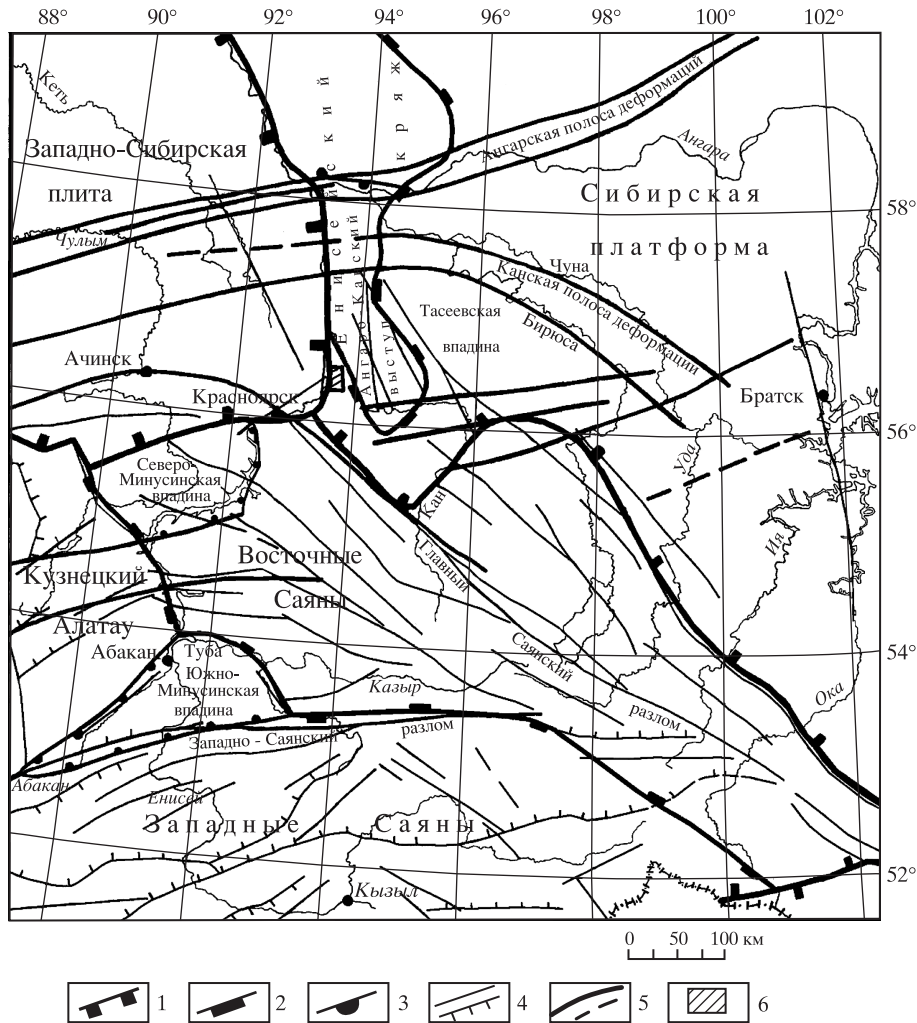 88° 90° 92° 94° 96° 98° 100° 102°
Кеть
Енисейский
кряж
Ангарская полоса деформаций
Ангара
Западно-Сибирская
плита
Сибирская
платформа
58°
Чулым
Чуна
Канская полоса деформации
Бирюса
Тасеевская
впадина
Ангаро-Канский
выступ
Ачинск
Красноярск
Братск
56°
Северо-
Минусинская
впадина
Уда
Кан
Ия
Восточные
Саяны
Главный
Саянский
разлом
Кузнецкий
Алатау
Абакан
Туба
Южно-
Минусинская
впадина
54°
Казыр
Ока
Западно - Саянский
разлом
Абакан
Енисей
Западные Саяны
Кызыл
52°
0 50 100 км
1 2 3 4 5 6